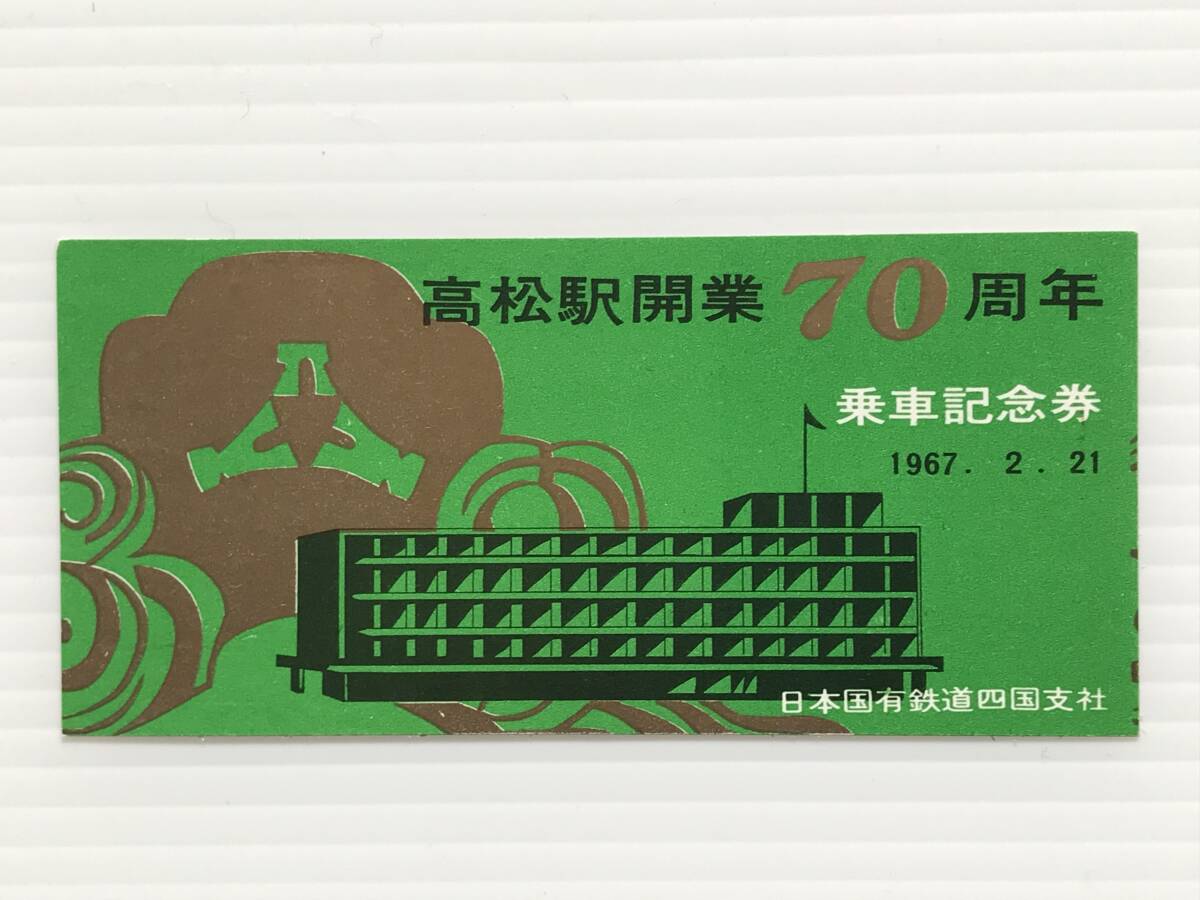 高松駅開業70周年
乗車記念券
1967. 2. 21
日本国有鉄道四国支社